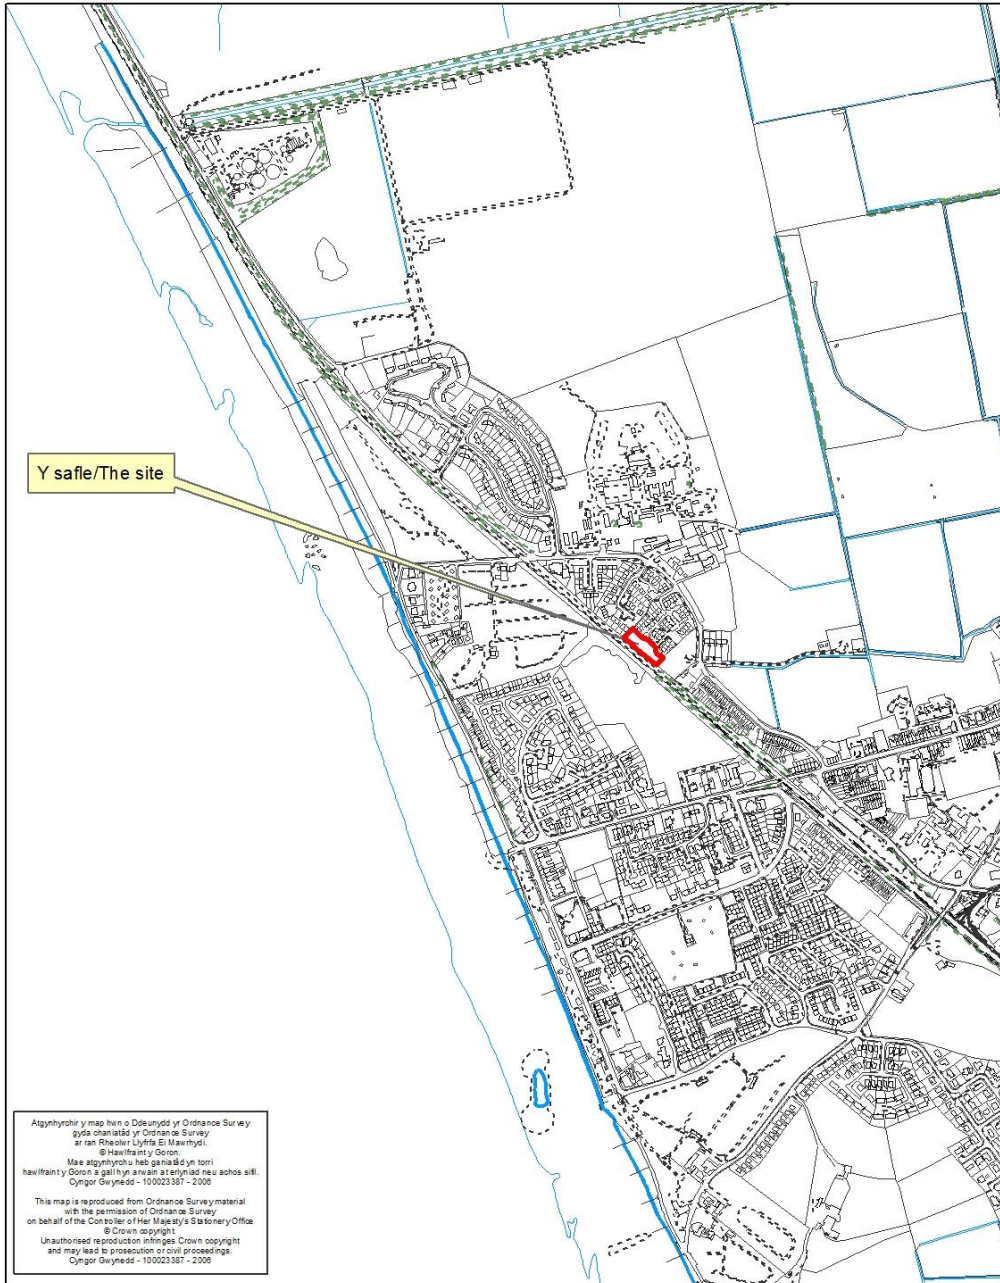 Y safle/The site
Atgynhyrchir y map hwn o Ddeunydd yr Ordnance Survey
gyda chaniatâd yr Ordnance Survey
ar ran Rheolwr Llyfrfa Ei Mawrhydi.
© Hawlfraint y Goron.
Mae atgynhyrchu heb ganiatâd yn torri
hawlfraint y Goron a gall hyn arwain at erlyniad neu achos sifil.
Cyngor Gwynedd - 100023387 - 2006
This map is reproduced from Ordnance Survey material
with the permission of Ordnance Survey
on behalf of the Controller of Her Majesty's Stationery Office
© Crown copyright.
Unauthorised reproduction infringes Crown copyright
and may lead to prosecution or civil proceedings.
Cyngor Gwynedd - 100023387 - 2006